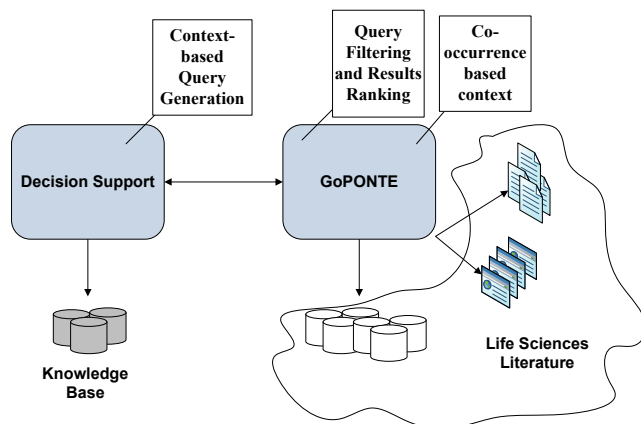 Context-
based
Query
Generation
Query
Filtering
and Results
Ranking
Co-
occurrence
based
context
Decision Support
GoPONTE
Knowledge
Base
Life Sciences
Literature